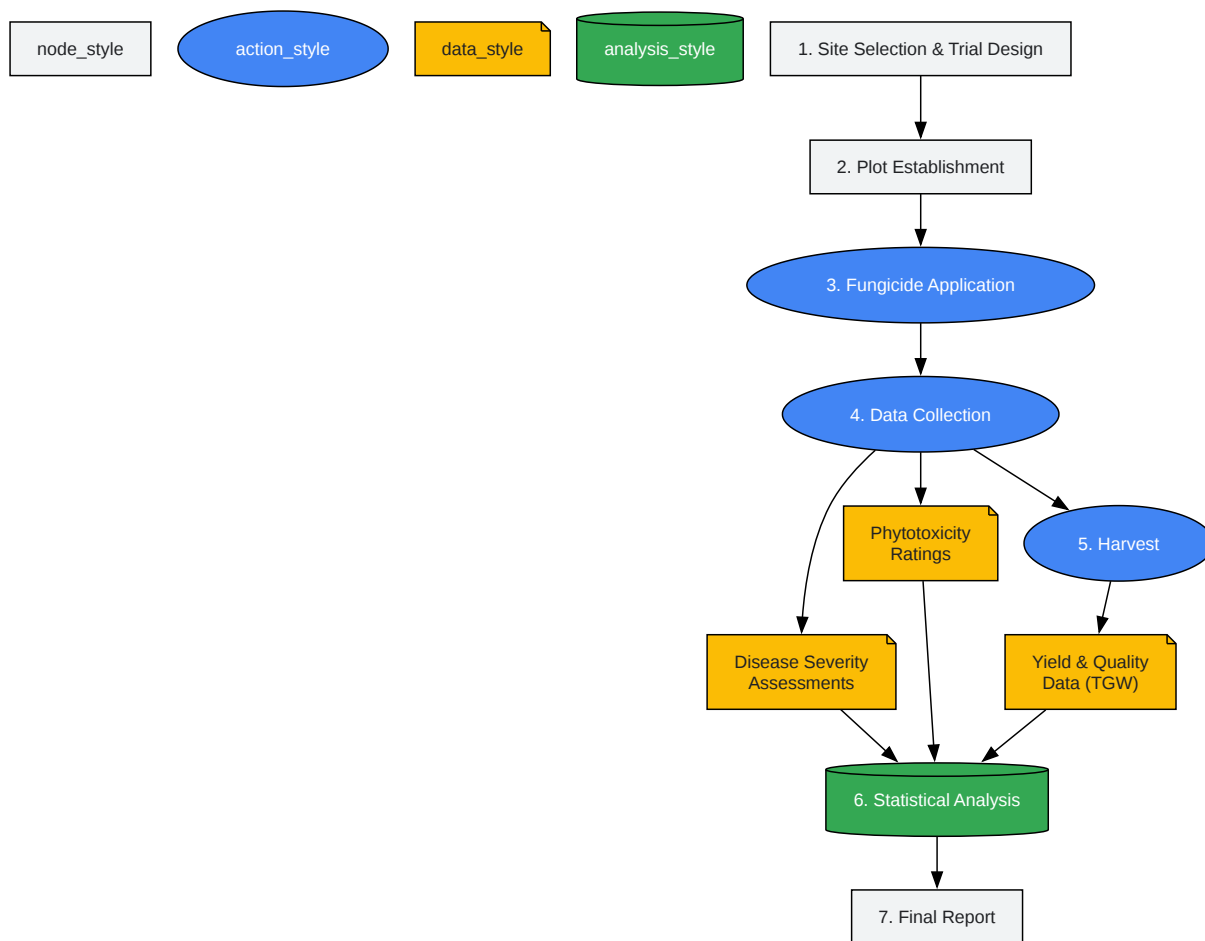 node_style
action_style
data_style
analysis_style
1. Site Selection & Trial Design
2. Plot Establishment
3. Fungicide Application
4. Data Collection
Phytotoxicity
Ratings
5. Harvest
Disease Severity
Assessments
Yield & Quality
Data (TGW)
6. Statistical Analysis
7. Final Report